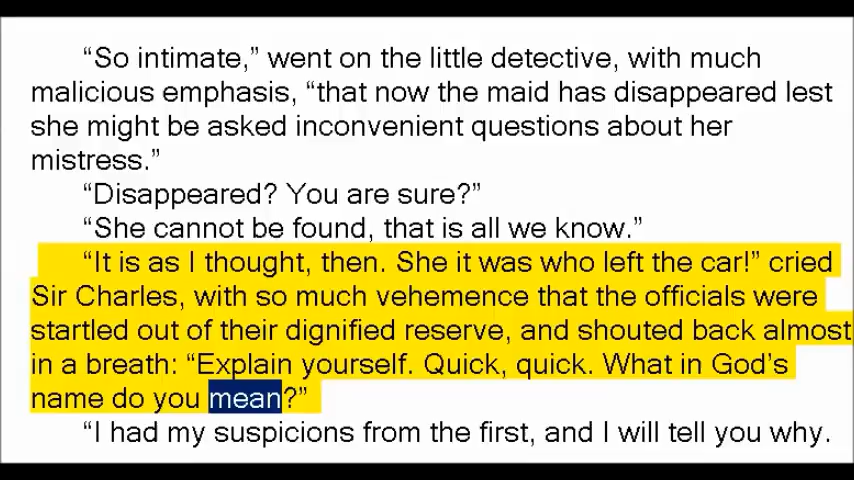 “So intimate,” went on the little detective, with much
malicious emphasis, “that now the maid has disappeared lest
she might be asked inconvenient questions about her
mistress.”
“Disappeared? You are sure?”
“She cannot be found, that is all we know.”
“It is as I thought, then. She it was who left the car!” cried
Sir Charles, with so much vehemence that the officials were
startled out of their dignified reserve, and shouted back almost
in a breath: “Explain yourself. Quick, quick. What in God’s
name do you mean?”
“I had my suspicions from the first, and I will tell you why.